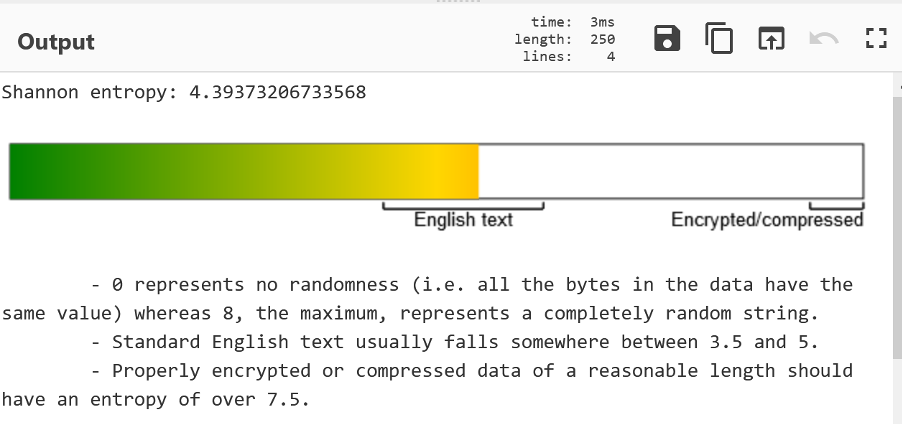 Output
time: 3ms
length: 250
lines: 4
Shannon entropy: 4.39373206733568
English text
Encrypted/compressed
- 0 represents no randomness (i.e. all the bytes in the data have the
same value) whereas 8, the maximum, represents a completely random string.
- Standard English text usually falls somewhere between 3.5 and 5.
- Properly encrypted or compressed data of a reasonable length should
have an entropy of over 7.5.